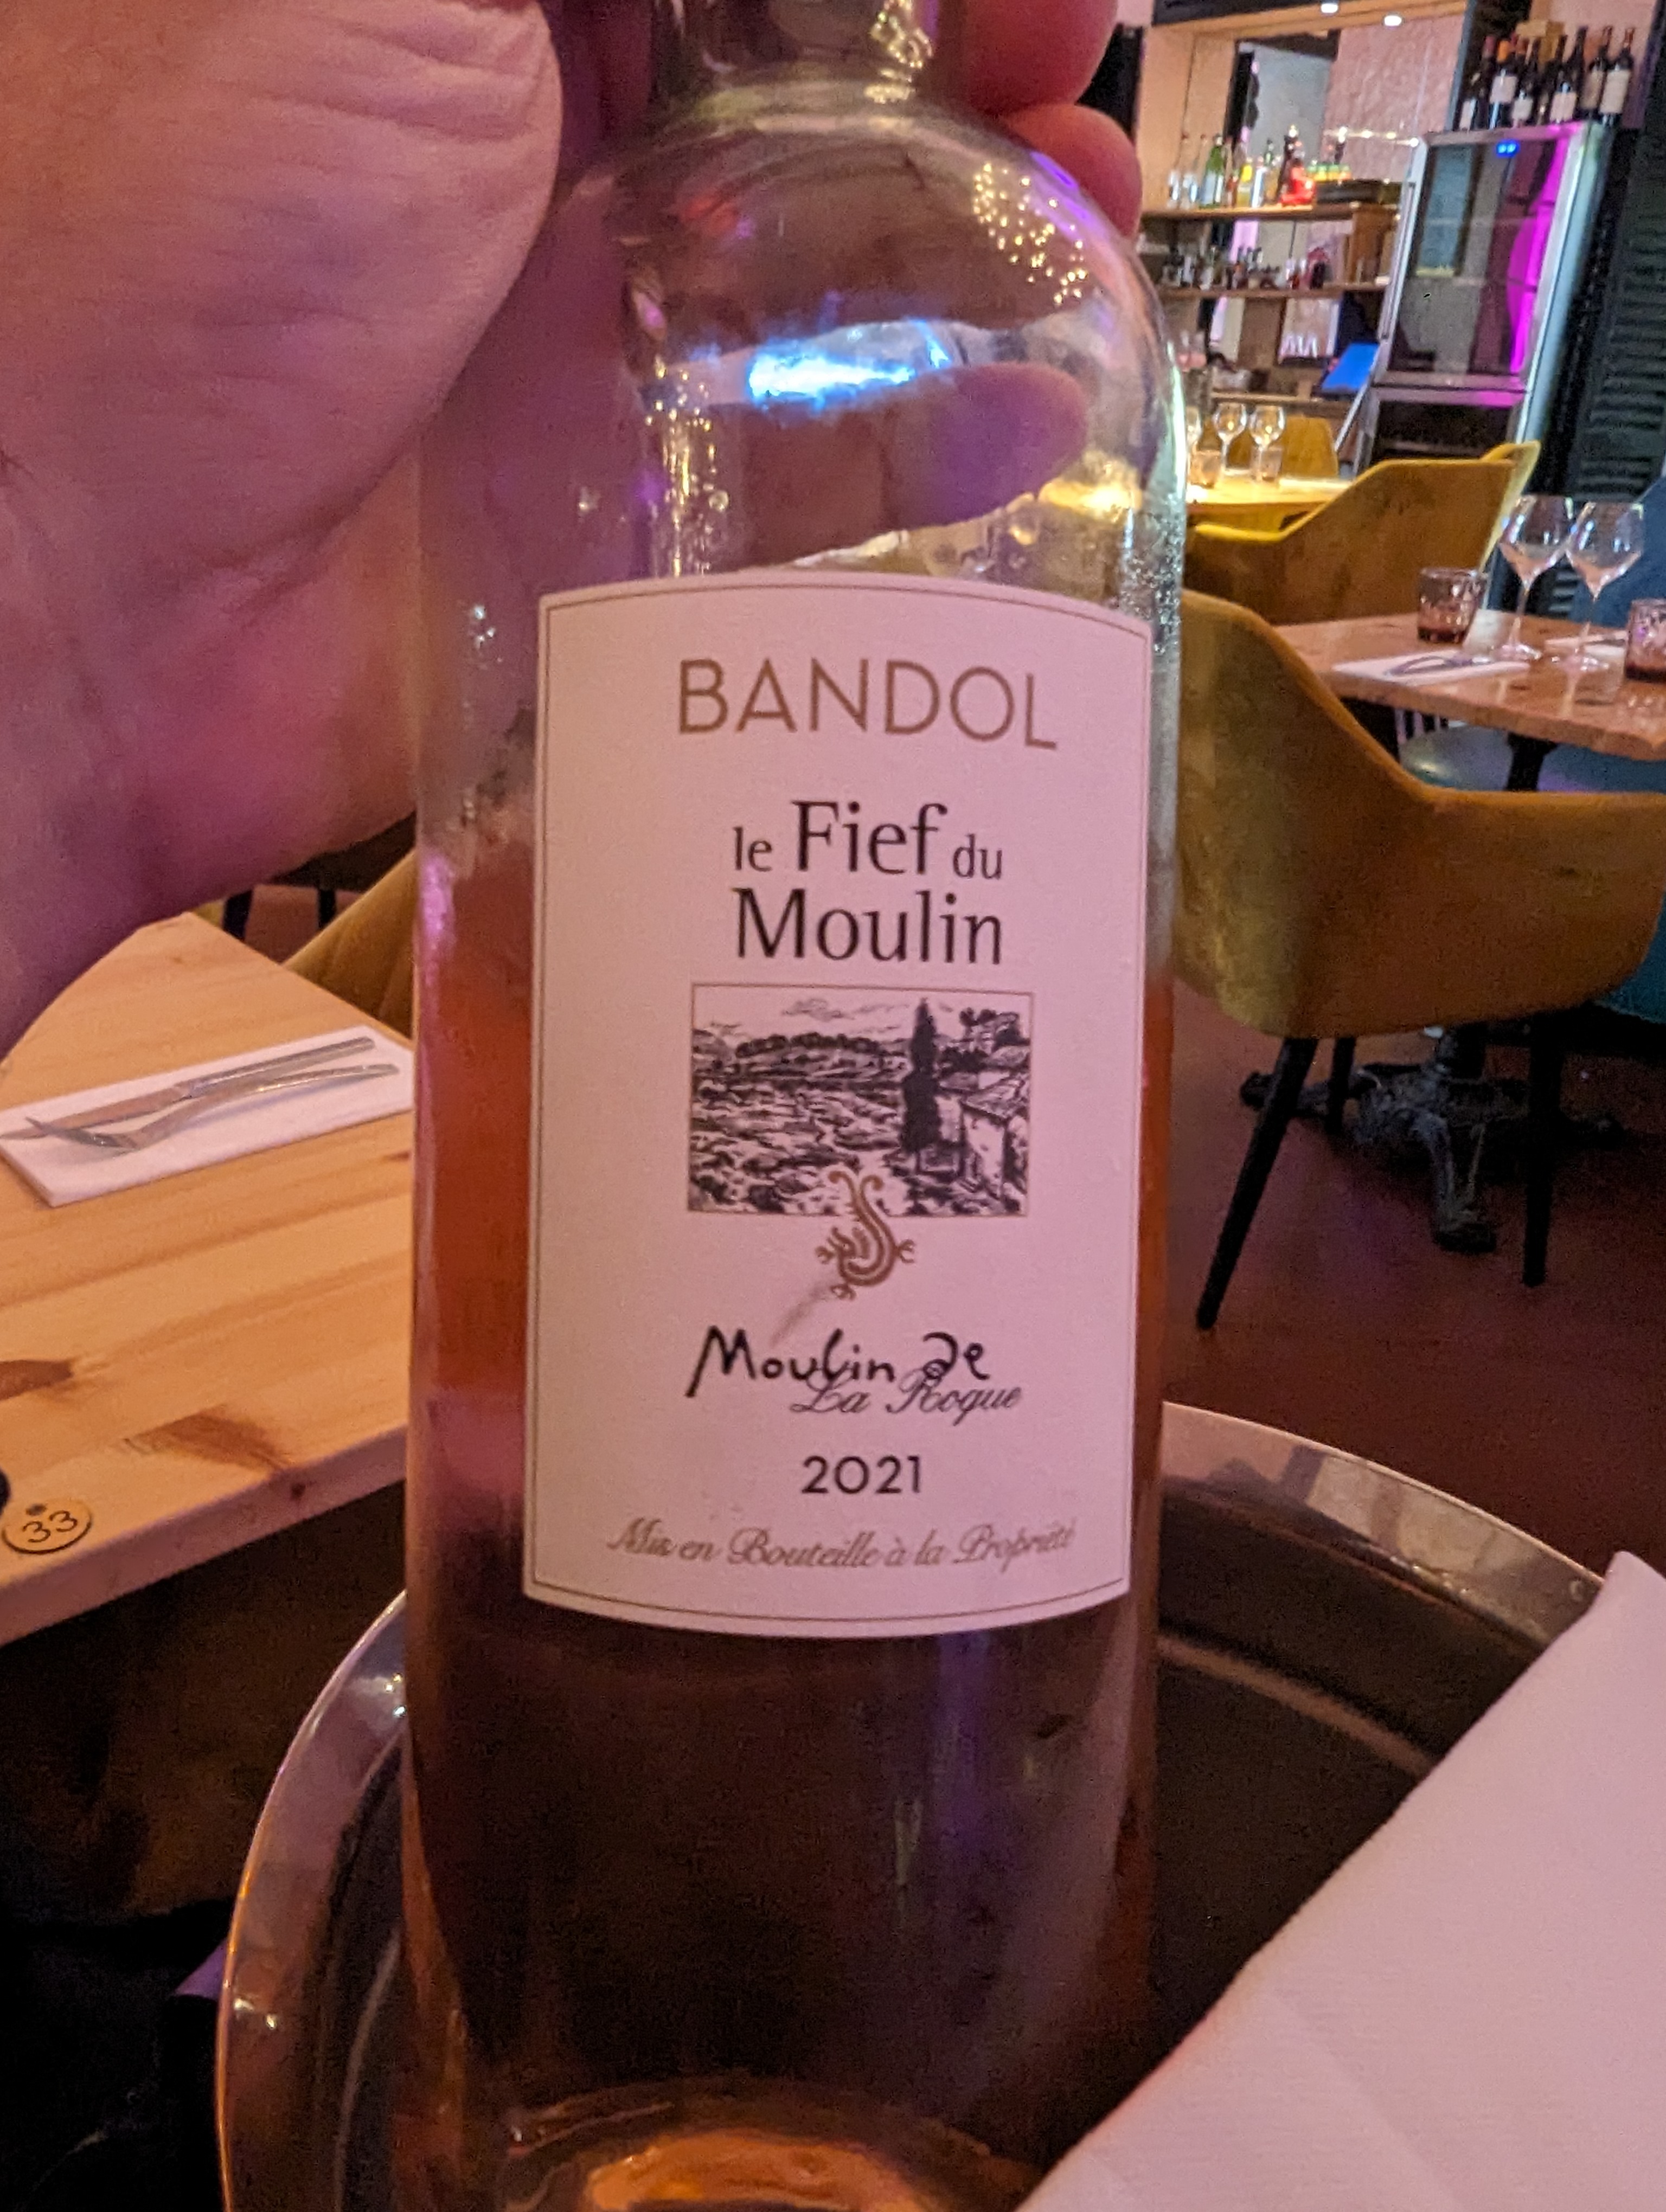 BANDOL
le Fief du
Moulin
Moulin de
La Roque
2021
Mis en Bouteille à la Propriété
33